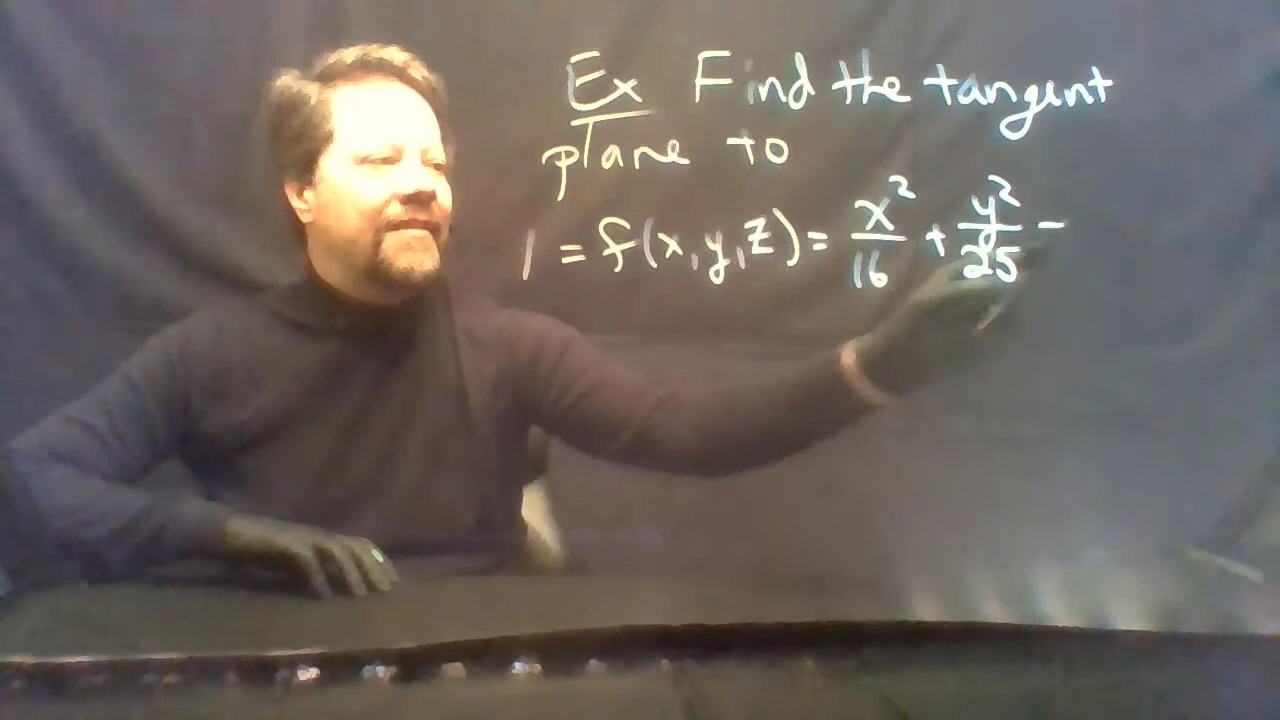 Ex Find the tangent
plane to
1 = f(x,y,z) = x²/16 + y²/25 −